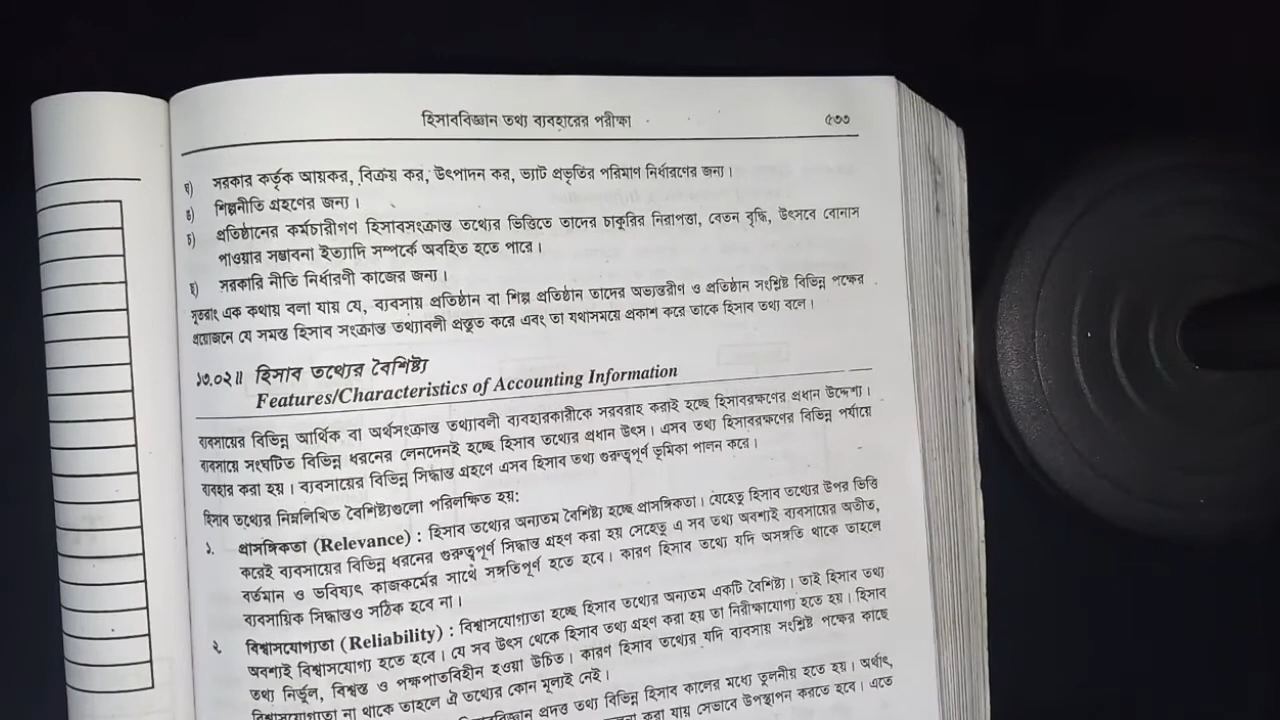 হিসাববিজ্ঞান তথ্য ব্যবহারের পরীক্ষা ৫৩৩
ঘ) সরকার কর্তৃক আয়কর, বিক্রয় কর, উৎপাদন কর, ভ্যাট প্রভৃতির পরিমাণ নির্ধারণের জন্য।
ঙ) শিল্পনীতি গ্রহণের জন্য।
চ) প্রতিষ্ঠানের কর্মচারীগণ হিসাবসংক্রান্ত তথ্যের ভিত্তিতে তাদের চাকুরির নিরাপত্তা, বেতন বৃদ্ধি, উৎসবে বোনাস
পাওয়ার সম্ভাবনা ইত্যাদি সম্পর্কে অবহিত হতে পারে।
ছ) সরকারি নীতি নির্ধারণী কাজের জন্য।
সুতরাং এক কথায় বলা যায় যে, ব্যবসায় প্রতিষ্ঠান বা শিল্প প্রতিষ্ঠান তাদের অভ্যন্তরীণ ও প্রতিষ্ঠান সংশ্লিষ্ট বিভিন্ন পক্ষের
প্রয়োজনে যে সমস্ত হিসাব সংক্রান্ত তথ্যাবলী প্রস্তুত করে এবং তা যথাসময়ে প্রকাশ করে তাকে হিসাব তথ্য বলে।
১৩.০২॥ হিসাব তথ্যের বৈশিষ্ট্য
Features/Characteristics of Accounting Information
ব্যবসায়ের বিভিন্ন আর্থিক বা অর্থসংক্রান্ত তথ্যাবলী ব্যবহারকারীকে সরবরাহ করাই হচ্ছে হিসাবরক্ষণের প্রধান উদ্দেশ্য।
ব্যবসায়ে সংঘটিত বিভিন্ন ধরনের লেনদেনই হচ্ছে হিসাব তথ্যের প্রধান উৎস। এসব তথ্য হিসাবরক্ষণের বিভিন্ন পর্যায়ে
ব্যবহার করা হয়। ব্যবসায়ের বিভিন্ন সিদ্ধান্ত গ্রহণে এসব হিসাব তথ্য গুরুত্বপূর্ণ ভূমিকা পালন করে।
হিসাব তথ্যের নিম্নলিখিত বৈশিষ্ট্যগুলো পরিলক্ষিত হয়:
১. প্রাসঙ্গিকতা (Relevance) : হিসাব তথ্যের অন্যতম বৈশিষ্ট্য হচ্ছে প্রাসঙ্গিকতা। যেহেতু হিসাব তথ্যের উপর ভিত্তি
করেই ব্যবসায়ের বিভিন্ন ধরনের গুরুত্বপূর্ণ সিদ্ধান্ত গ্রহণ করা হয় সেহেতু এ সব তথ্য অবশ্যই ব্যবসায়ের অতীত,
বর্তমান ও ভবিষ্যৎ কাজকর্মের সাথে সঙ্গতিপূর্ণ হতে হবে। কারণ হিসাব তথ্যে যদি অসঙ্গতি থাকে তাহলে
ব্যবসায়িক সিদ্ধান্তও সঠিক হবে না।
২. বিশ্বাসযোগ্যতা (Reliability) : বিশ্বাসযোগ্যতা হচ্ছে হিসাব তথ্যের অন্যতম একটি বৈশিষ্ট্য। তাই হিসাব তথ্য
অবশ্যই বিশ্বাসযোগ্য হতে হবে। যে সব উৎস থেকে হিসাব তথ্য গ্রহণ করা হয় তা নিরীক্ষাযোগ্য হতে হয়। হিসাব
তথ্য নির্ভুল, বিশ্বস্ত ও পক্ষপাতবিহীন হওয়া উচিত। কারণ হিসাব তথ্যের যদি ব্যবসায় সংশ্লিষ্ট পক্ষের কাছে
বিশ্বাসযোগ্যতা না থাকে তাহলে ঐ তথ্যের কোন মূল্যই নেই।
প্রদত্ত তথ্য বিভিন্ন হিসাব কালের মধ্যে তুলনীয় হতে হয়। অর্থাৎ,
করা যায় সেভাবে উপস্থাপন করতে হবে। এতে